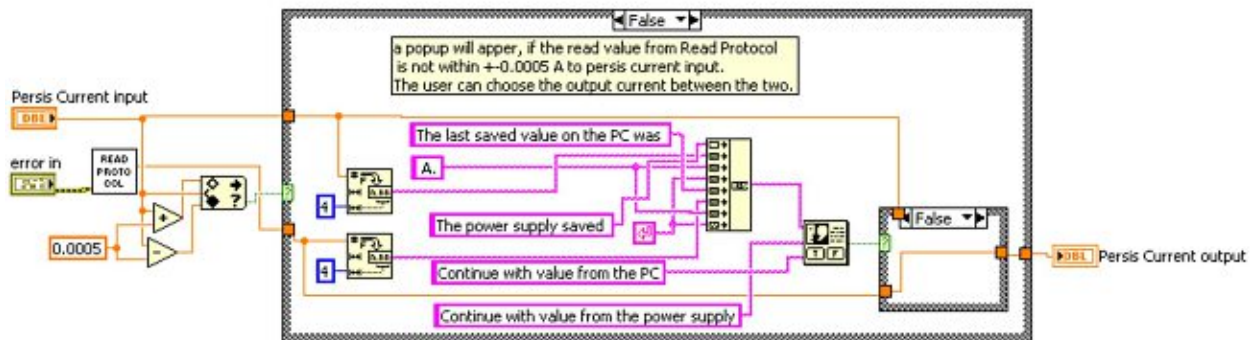 False
a popup will apper, if the read value from Read Protocol
is not within +-0.0005 A to persis current input.
The user can choose the output current between the two.
Persis Current input
DBL
error in
READ
PROTO
COL
0.0005
The last saved value on the PC was
A.
4
The power supply saved
4
Continue with value from the PC
Continue with value from the power supply
T F
False
DBL
Persis Current output